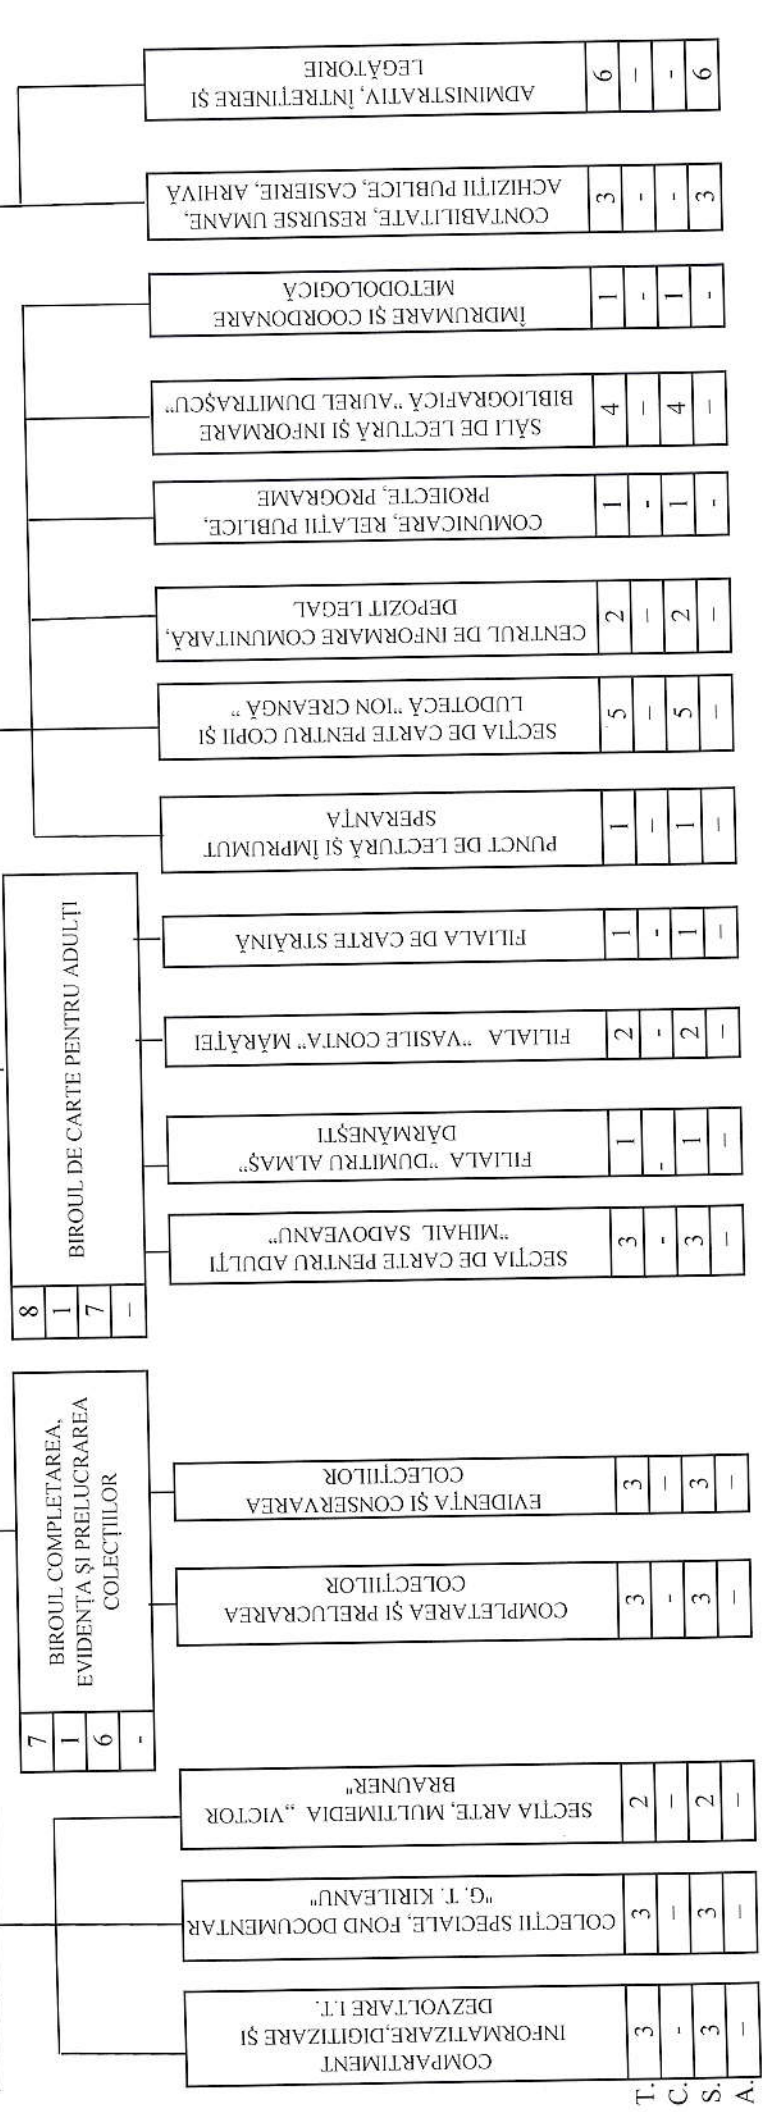 BIROUL COMPLETAREA,
EVIDENȚA ȘI PRELUCRAREA
COLECȚIILOR
7
1
6
-
BIROUL DE CARTE PENTRU ADULȚI
8
1
7
–
COMPARTIMENT
INFORMATIZARE,DIGITIZARE ȘI
DEZVOLTARE I.T.
T. 3
C. -
S. 3
A. –
COLECȚII SPECIALE, FOND DOCUMENTAR
"G. T. KIRILEANU"
3
–
3
–
SECȚIA ARTE, MULTIMEDIA „VICTOR
BRAUNER"
2
–
2
–
COMPLETAREA ȘI PRELUCRAREA
COLECȚIILOR
3
-
3
–
EVIDENȚA ȘI CONSERVAREA
COLECȚIILOR
3
–
3
–
SECȚIA DE CARTE PENTRU ADULȚI
"MIHAIL SADOVEANU"
3
-
3
–
FILIALA "DUMITRU ALMAȘ"
DĂRMĂNEȘTI
1
-
1
–
FILIALA "VASILE CONTA" MĂRĂȚEI
2
-
2
–
FILIALA DE CARTE STRĂINĂ
1
-
1
–
PUNCT DE LECTURĂ ȘI ÎMPRUMUT
SPERANȚA
1
–
1
–
SECȚIA DE CARTE PENTRU COPII ȘI
LUDOTECĂ "ION CREANGĂ "
5
–
5
–
CENTRUL DE INFORMARE COMUNITARĂ,
DEPOZIT LEGAL
2
–
2
–
COMUNICARE, RELAȚII PUBLICE,
PROIECTE, PROGRAME
1
-
1
-
SĂLI DE LECTURĂ ȘI INFORMARE
BIBLIOGRAFICĂ "AUREL DUMITRAȘCU"
4
–
4
–
ÎMDRUMARE ȘI COORDONARE
METODOLOGICĂ
1
-
1
-
CONTABILITATE, RESURSE UMANE,
ACHIZIȚII PUBLICE, CASIERIE, ARHIVĂ
3
-
-
3
ADMINISTRATIV, ÎNTREȚINERE ȘI
LEGĂTORIE
6
–
-
6